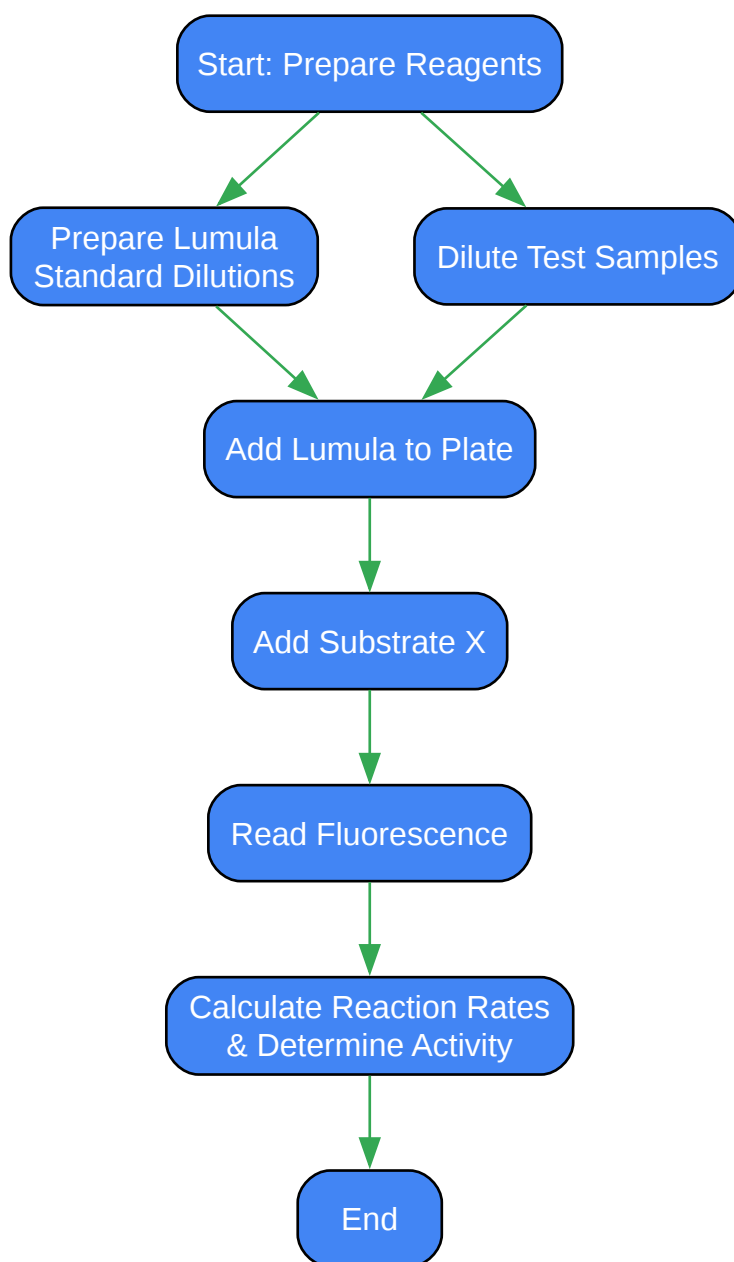 Start: Prepare Reagents
Prepare Lumula
Standard Dilutions
Dilute Test Samples
Add Lumula to Plate
Add Substrate X
Read Fluorescence
Calculate Reaction Rates
& Determine Activity
End